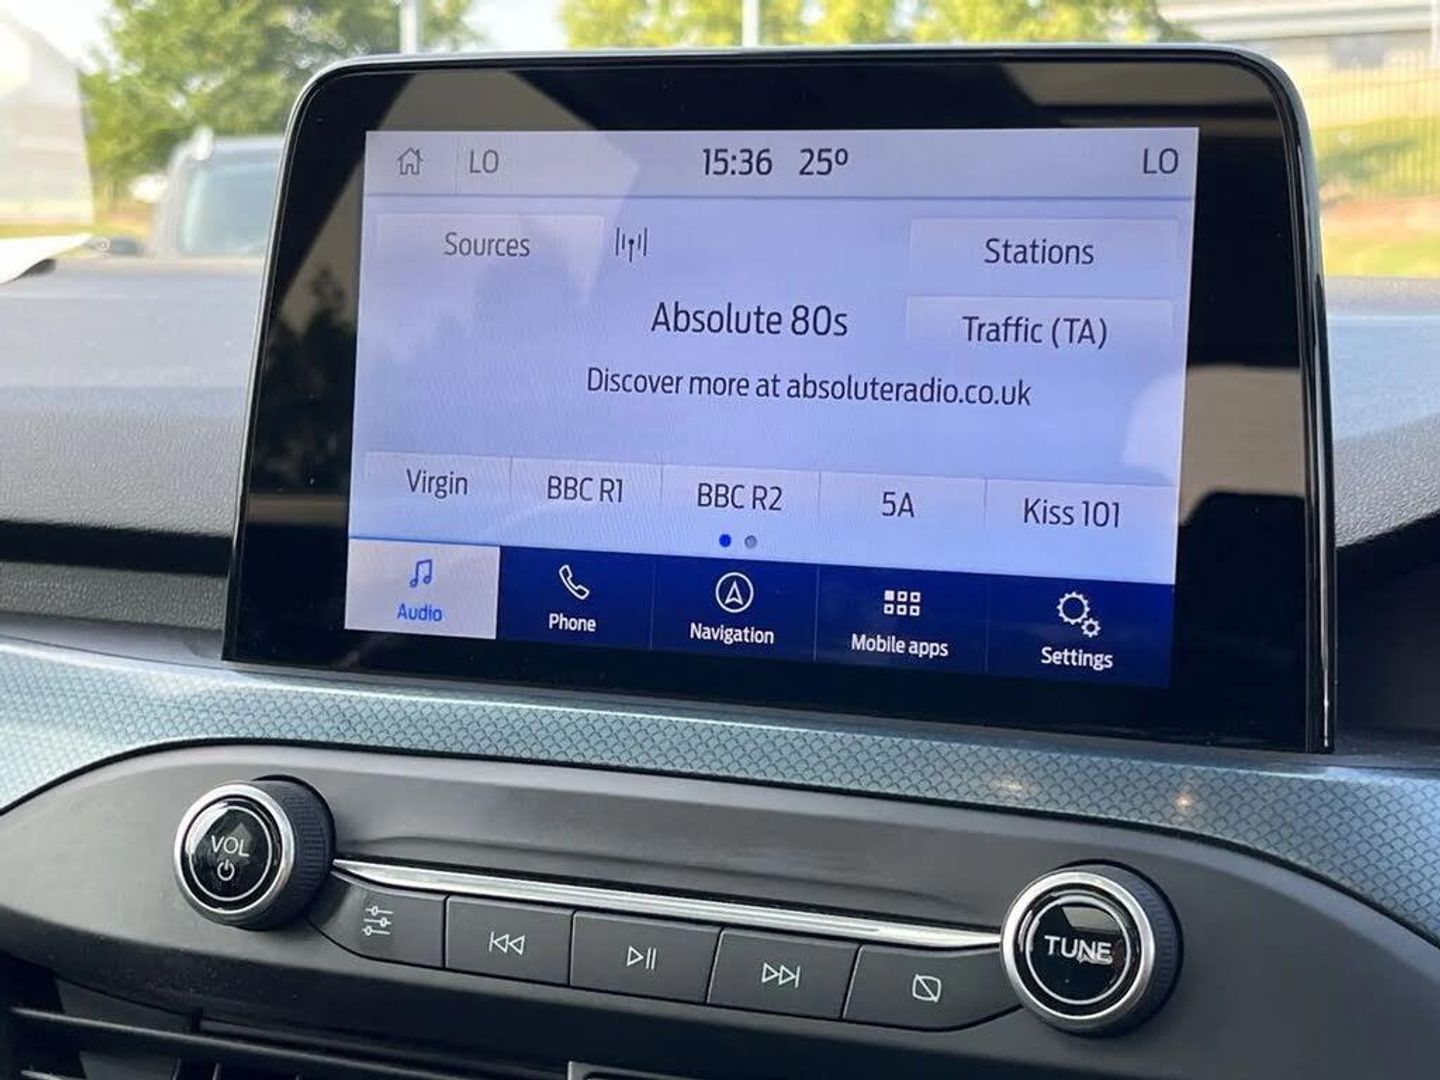 LO 15:36 25º LO
Sources Stations
Absolute 80s Traffic (TA)
Discover more at absoluteradio.co.uk
Virgin BBC R1 BBC R2 5A Kiss 101
Audio Phone Navigation Mobile apps Settings
VOL
TUNE